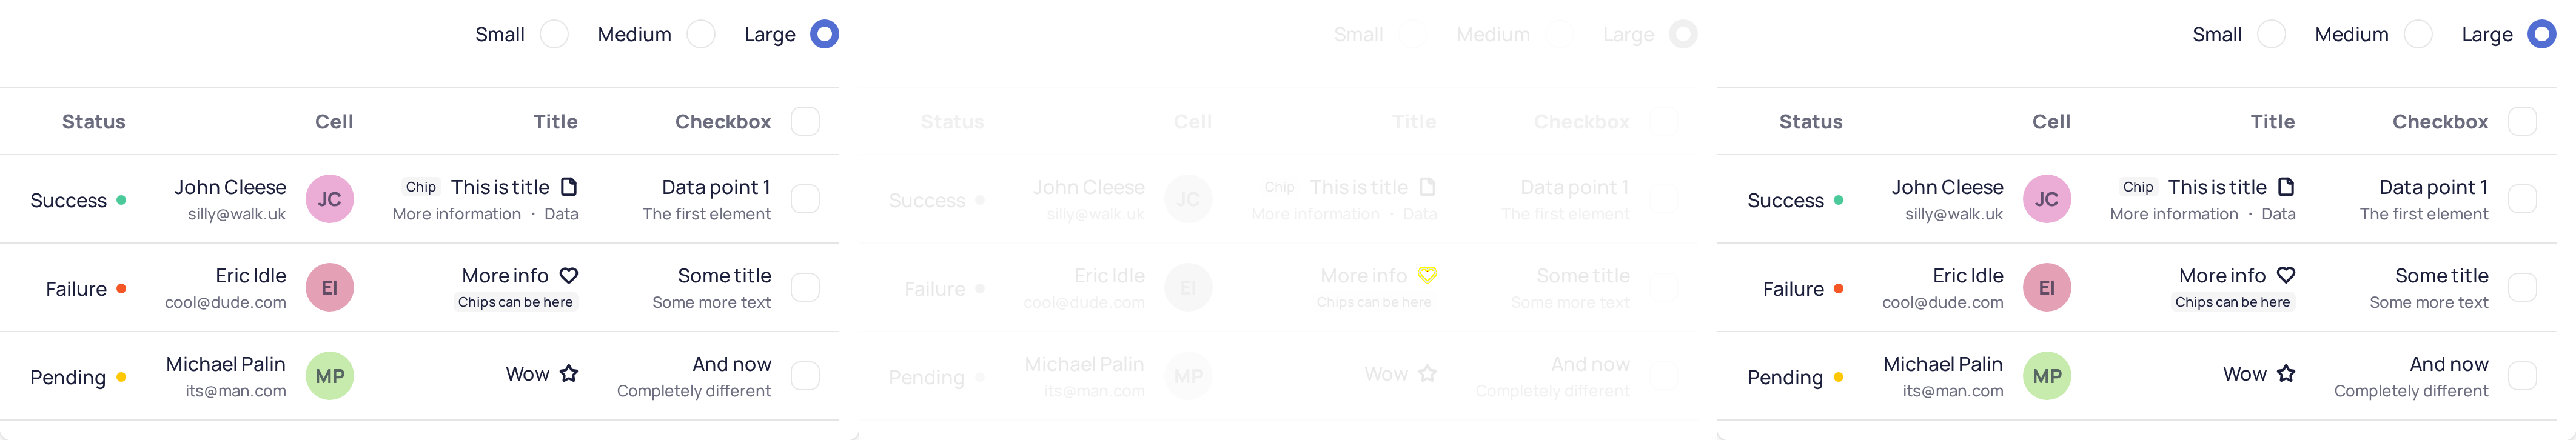 Small Medium Large
Status Cell Title Checkbox
Success
John Cleese
silly@walk.uk
JC
Chip This is title
More information · Data
Data point 1
The first element
Failure
Eric Idle
cool@dude.com
EI
More info
Chips can be here
Some title
Some more text
Pending
Michael Palin
its@man.com
MP
Wow
And now
Completely different
Small Medium Large
Status Cell Title Checkbox
Success
John Cleese
silly@walk.uk
JC
Chip This is title
More information · Data
Data point 1
The first element
Failure
Eric Idle
cool@dude.com
EI
More info
Chips can be here
Some title
Some more text
Pending
Michael Palin
its@man.com
MP
Wow
And now
Completely different
Small Medium Large
Status Cell Title Checkbox
Success
John Cleese
silly@walk.uk
JC
Chip This is title
More information · Data
Data point 1
The first element
Failure
Eric Idle
cool@dude.com
EI
More info
Chips can be here
Some title
Some more text
Pending
Michael Palin
its@man.com
MP
Wow
And now
Completely different